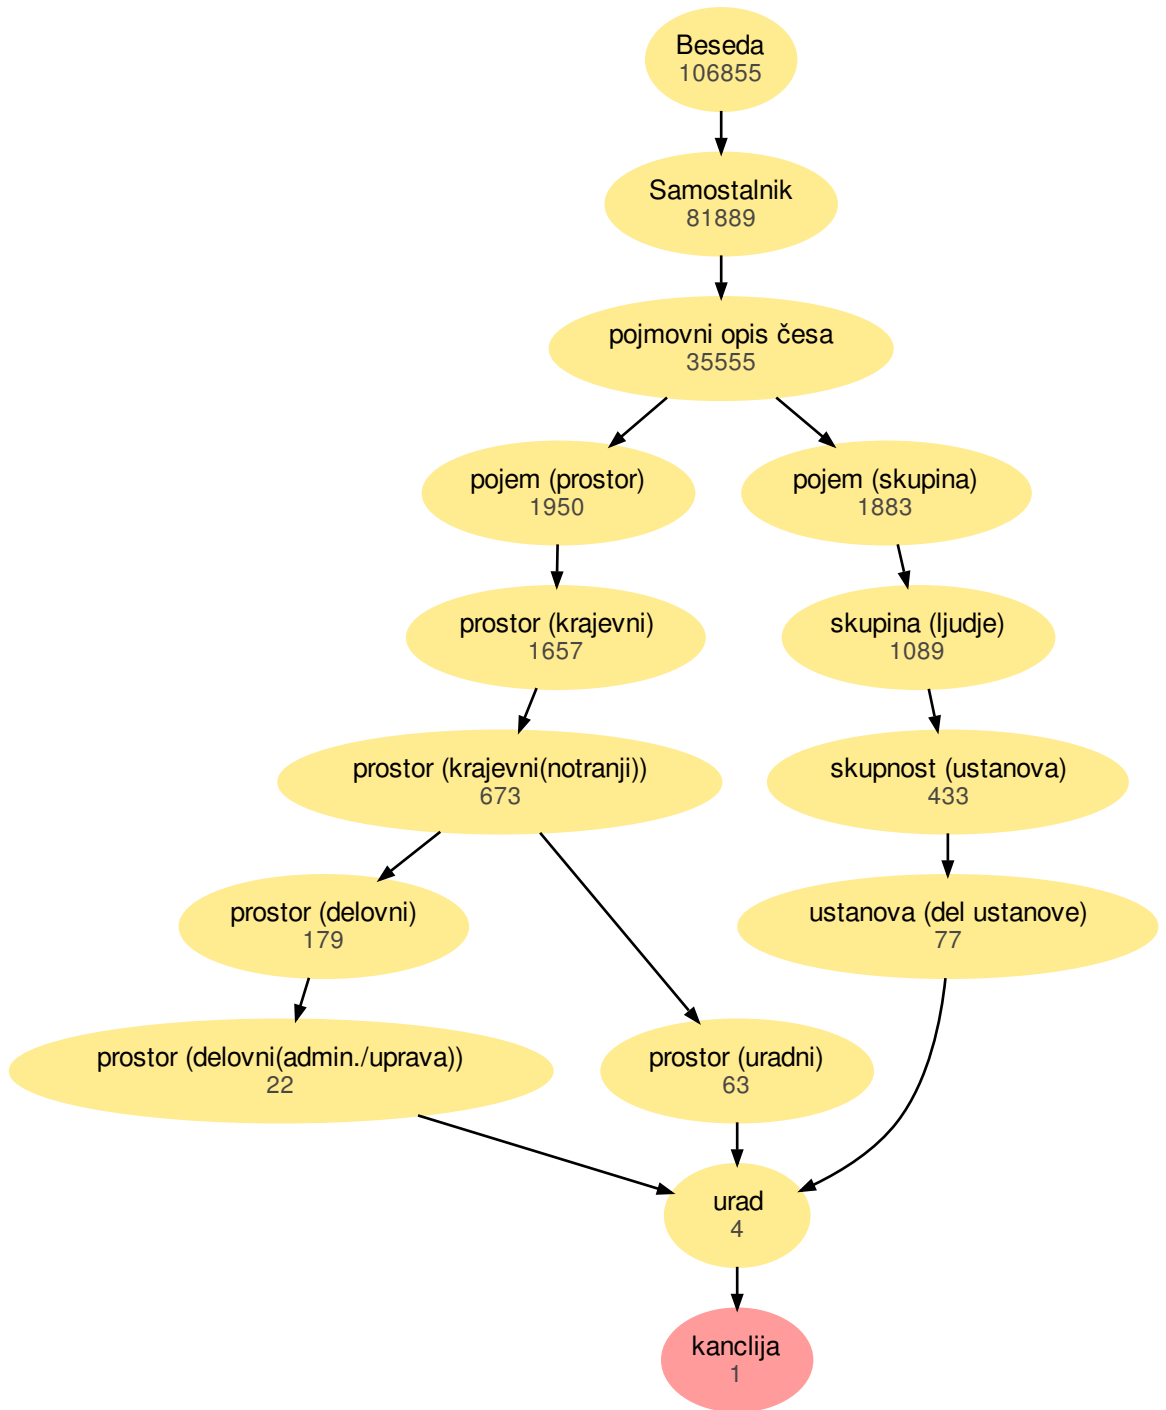 Beseda
106855
Samostalnik
81889
pojmovni opis česa
35555
pojem (prostor)
1950
pojem (skupina)
1883
prostor (krajevni)
1657
skupina (ljudje)
1089
prostor (krajevni(notranji))
673
skupnost (ustanova)
433
prostor (delovni)
179
ustanova (del ustanove)
77
prostor (delovni(admin./uprava))
22
prostor (uradni)
63
urad
4
kanclija
1